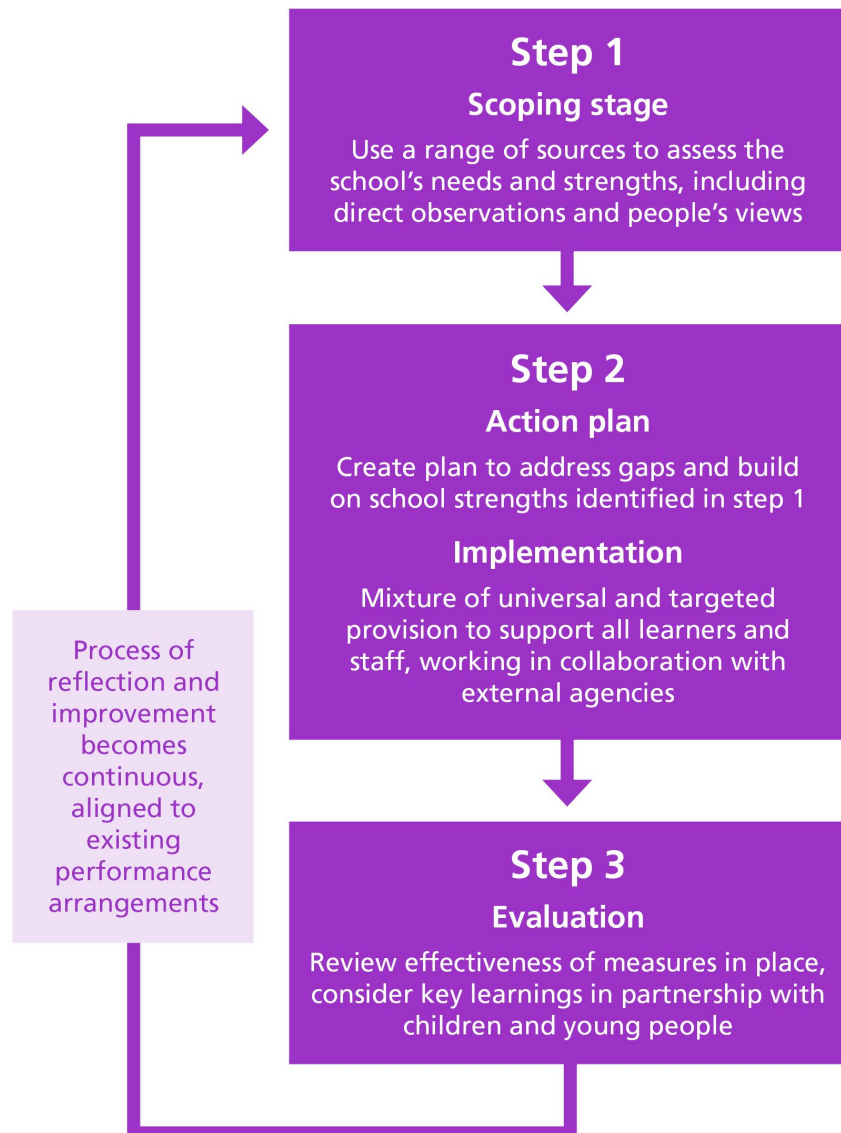 Step 1
Scoping stage
Use a range of sources to assess the
school’s needs and strengths, including
direct observations and people’s views
Step 2
Action plan
Create plan to address gaps and build
on school strengths identified in step 1
Implementation
Mixture of universal and targeted
provision to support all learners and
staff, working in collaboration with
external agencies
Step 3
Evaluation
Review effectiveness of measures in place,
consider key learnings in partnership with
children and young people
Process of
reflection and
improvement
becomes
continuous,
aligned to
existing
performance
arrangements